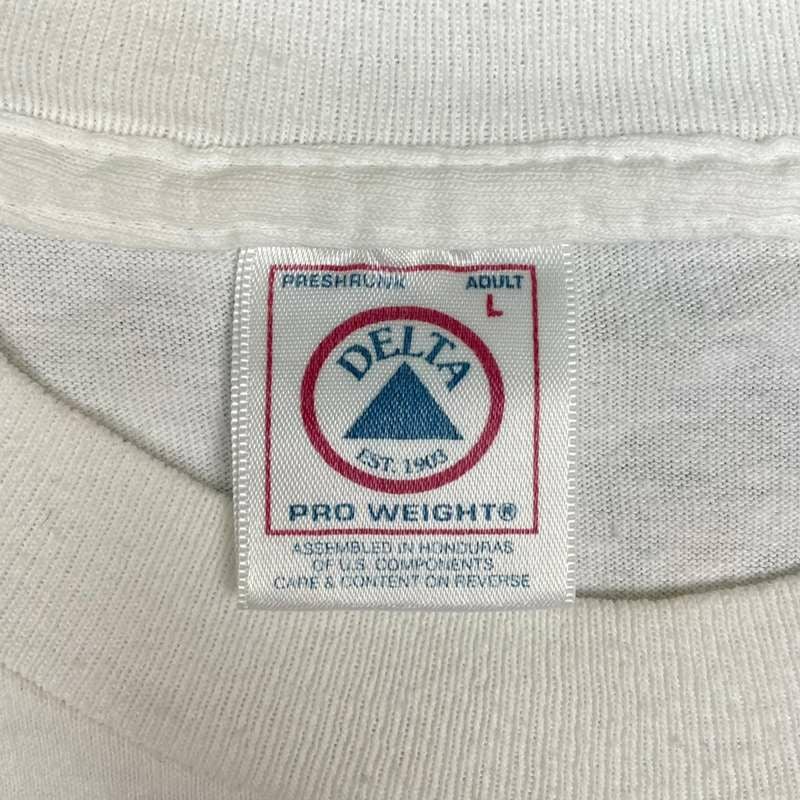 PRESHRUNK ADULT
L
DELTA
EST. 1903
PRO WEIGHT®
ASSEMBLED IN HONDURAS
OF U.S. COMPONENTS
CARE & CONTENT ON REVERSE